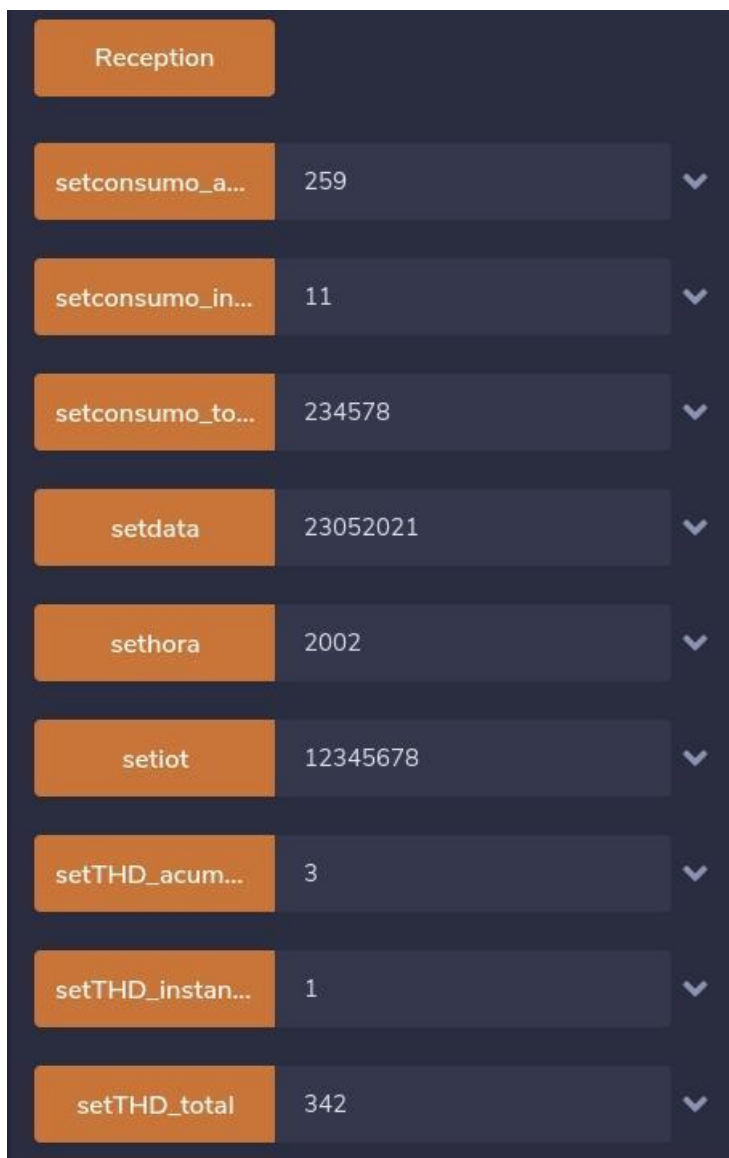 Reception
setconsumo_a... 259
setconsumo_in... 11
setconsumo_to... 234578
setdata 23052021
sethora 2002
setiot 12345678
setTHD_acum... 3
setTHD_instan... 1
setTHD_total 342